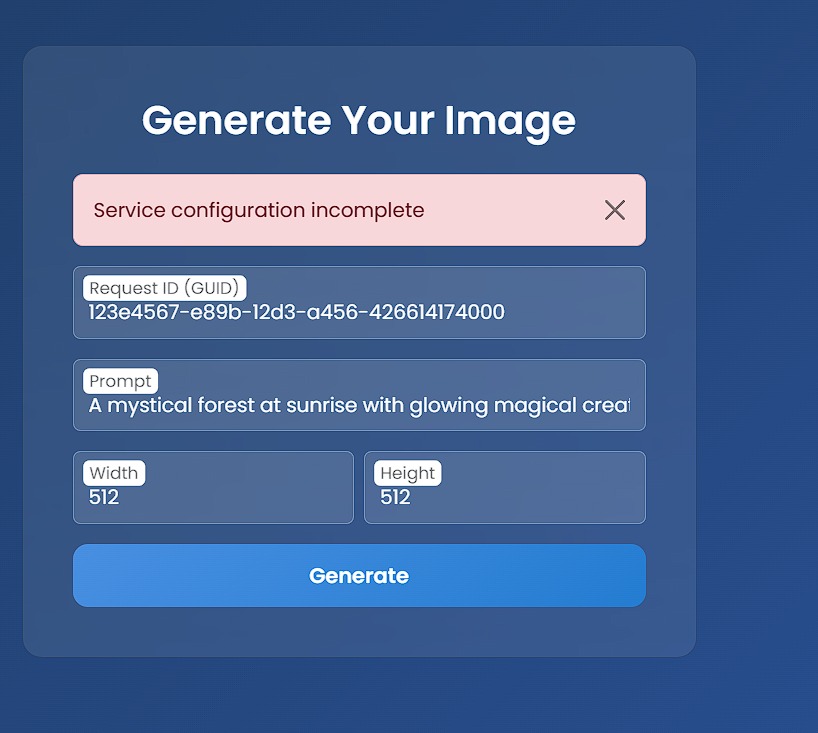 Generate Your Image
Service configuration incomplete
Request ID (GUID)
123e4567-e89b-12d3-a456-426614174000
Prompt
A mystical forest at sunrise with glowing magical
Width
512
Height
512
Generate